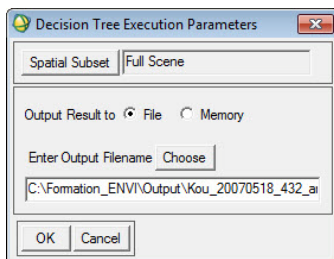 Decision Tree Execution Parameters
Spatial Subset Full Scene
Output Result to File Memory
Enter Output Filename Choose
C:\Formation_ENVI\Output\Kou_20070518_432_a
OK Cancel